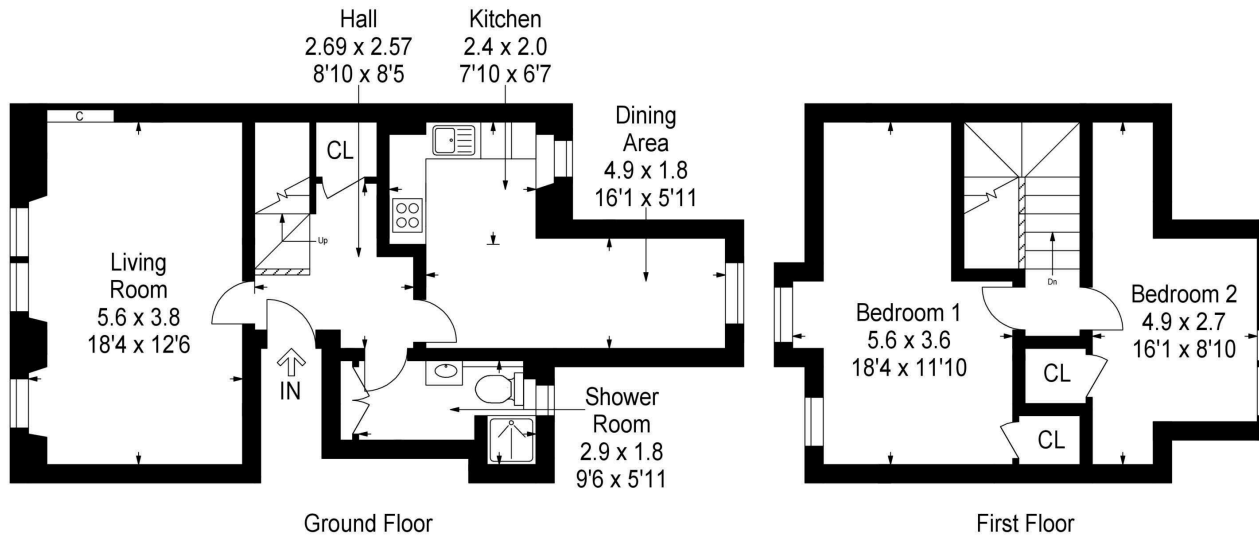 Hall
2.69 x 2.57
8'10 x 8'5
Kitchen
2.4 x 2.0
7'10 x 6'7
Dining
Area
4.9 x 1.8
16'1 x 5'11
C
CL
Up
Living
Room
5.6 x 3.8
18'4 x 12'6
IN
Shower
Room
2.9 x 1.8
9'6 x 5'11
Ground Floor
Dn
Bedroom 1
5.6 x 3.6
18'4 x 11'10
Bedroom 2
4.9 x 2.7
16'1 x 8'10
CL
CL
First Floor